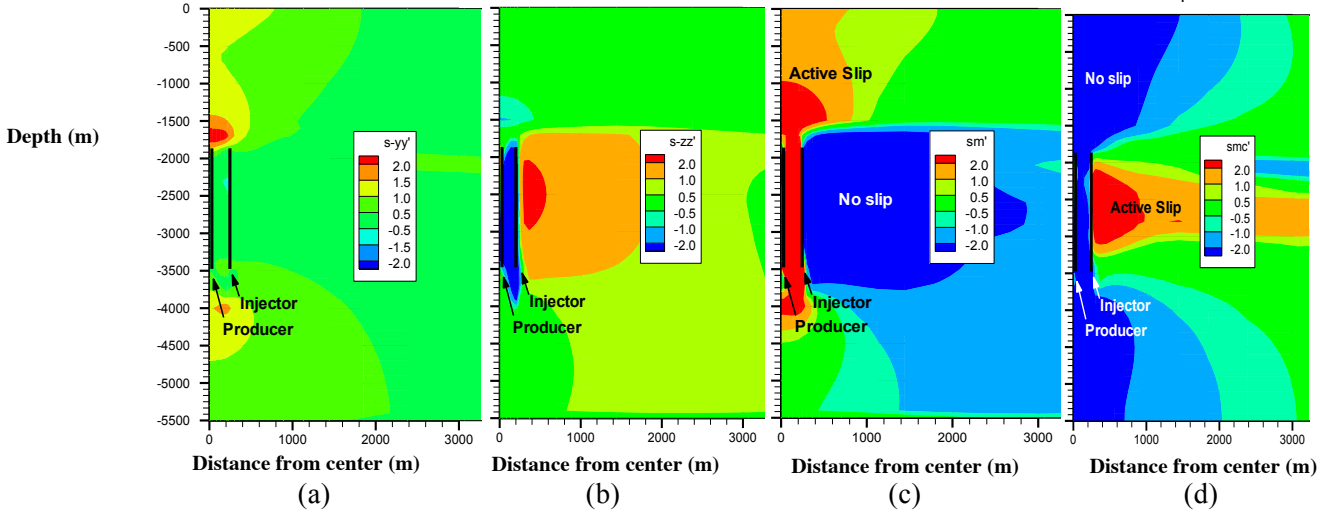 Depth (m)
0
-500
-1000
-1500
-2000
-2500
-3000
-3500
-4000
-4500
-5000
-5500
s-yy'
2.0
1.5
1.0
0.5
-0.5
-1.0
-1.5
-2.0
Injector
Producer
0 1000 2000 3000
Distance from center (m)
(a)
s-zz'
2.0
1.0
0.5
-0.5
-1.0
-2.0
Injector
Producer
0 1000 2000 3000
Distance from center (m)
(b)
Active Slip
sm'
2.0
1.0
0.5
-0.5
-1.0
-2.0
No slip
Injector
Producer
0 1000 2000 3000
Distance from center (m)
(c)
No slip
smc'
2.0
1.0
0.5
-0.5
-1.0
-2.0
Active Slip
Injector
Producer
0 1000 2000 3000
Distance from center (m)
(d)